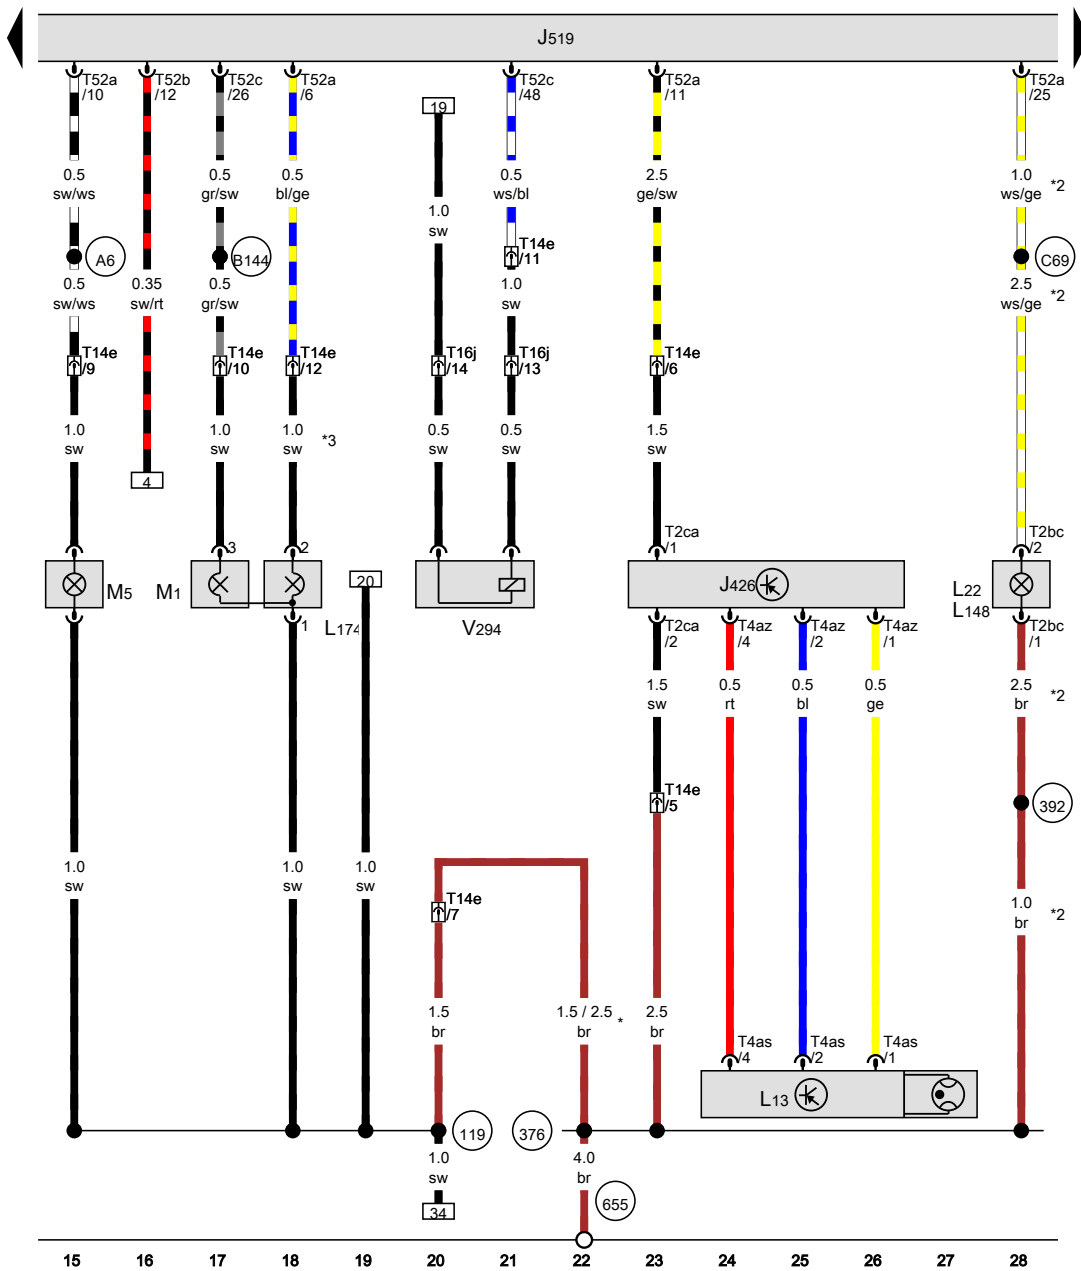 J519
T52a /10
T52b /12
T52c /26
T52a /6
T52c /48
T52a /11
T52a /25
19
0.5 sw/ws
0.5 gr/sw
0.5 bl/ge
0.5 ws/bl
2.5 ge/sw
1.0 ws/ge *2
1.0 sw
A6
B144
T14e /11
C69
0.5 sw/ws
0.35 sw/rt
0.5 gr/sw
1.0 sw
2.5 ws/ge *2
T14e /9
T14e /10
T14e /12
T16j /14
T16j /13
T14e /6
1.0 sw
1.0 sw
1.0 sw *3
0.5 sw
0.5 sw
1.5 sw
4
3
2
T2ca /1
T2bc /2
M5
M1
20
J426
L22
L148
1
L174
V294
T2ca /2
T4az /4
T4az /2
T4az /1
T2bc /1
1.5 sw
0.5 rt
0.5 bl
0.5 ge
2.5 br *2
T14e /5
392
1.0 sw
1.0 sw
1.0 sw
T14e /7
1.0 br *2
1.5 br
1.5 / 2.5 br *
2.5 br
T4as /4
T4as /2
T4as /1
L13
119
376
1.0 sw
4.0 br
34
655
15 16 17 18 19 20 21 22 23 24 25 26 27 28